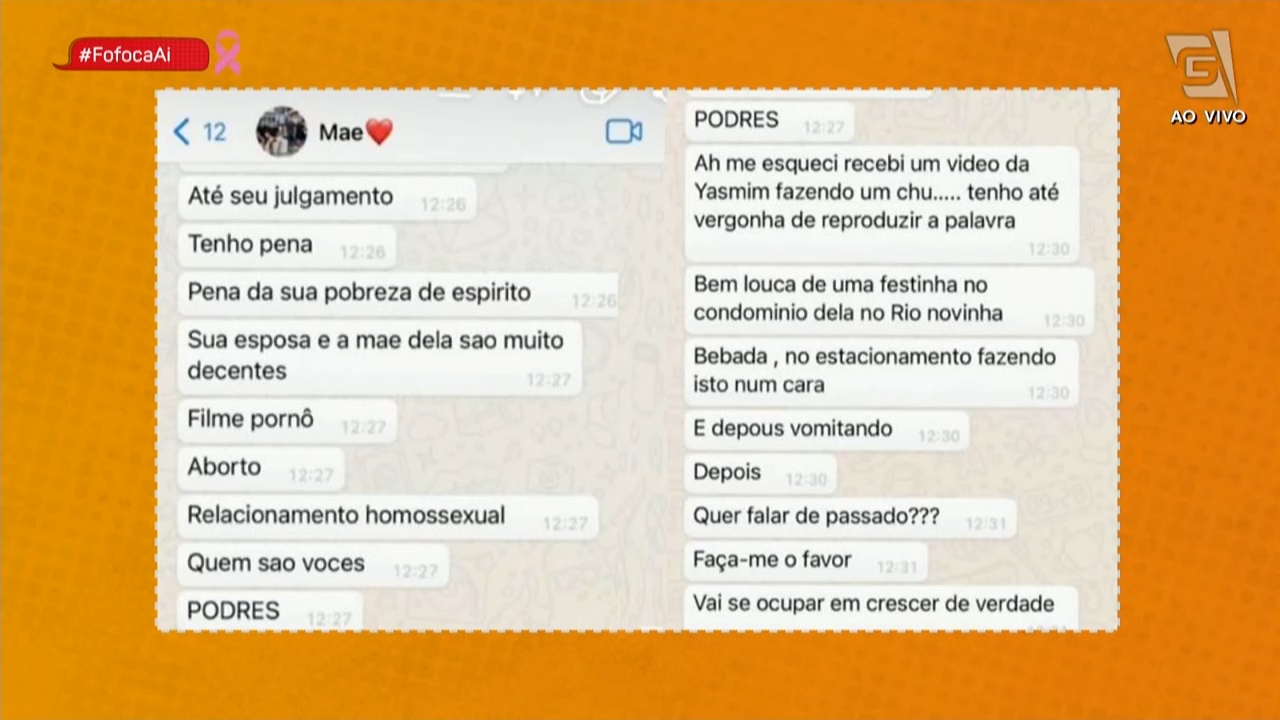 #FofocaAi
AO VIVO
12
Mae❤️
Até seu julgamento 12:26
Tenho pena 12:26
Pena da sua pobreza de espirito 12:26
Sua esposa e a mae dela sao muito
decentes 12:27
Filme pornô 12:27
Aborto 12:27
Relacionamento homossexual 12:27
Quem sao voces 12:27
PODRES 12:27
PODRES 12:27
Ah me esqueci recebi um video da
Yasmim fazendo um chu..... tenho até
vergonha de reproduzir a palavra
12:30
Bem louca de uma festinha no
condominio dela no Rio novinha 12:30
Bebada , no estacionamento fazendo
isto num cara 12:30
E depous vomitando 12:30
Depois 12:30
Quer falar de passado??? 12:31
Faça-me o favor 12:31
Vai se ocupar em crescer de verdade